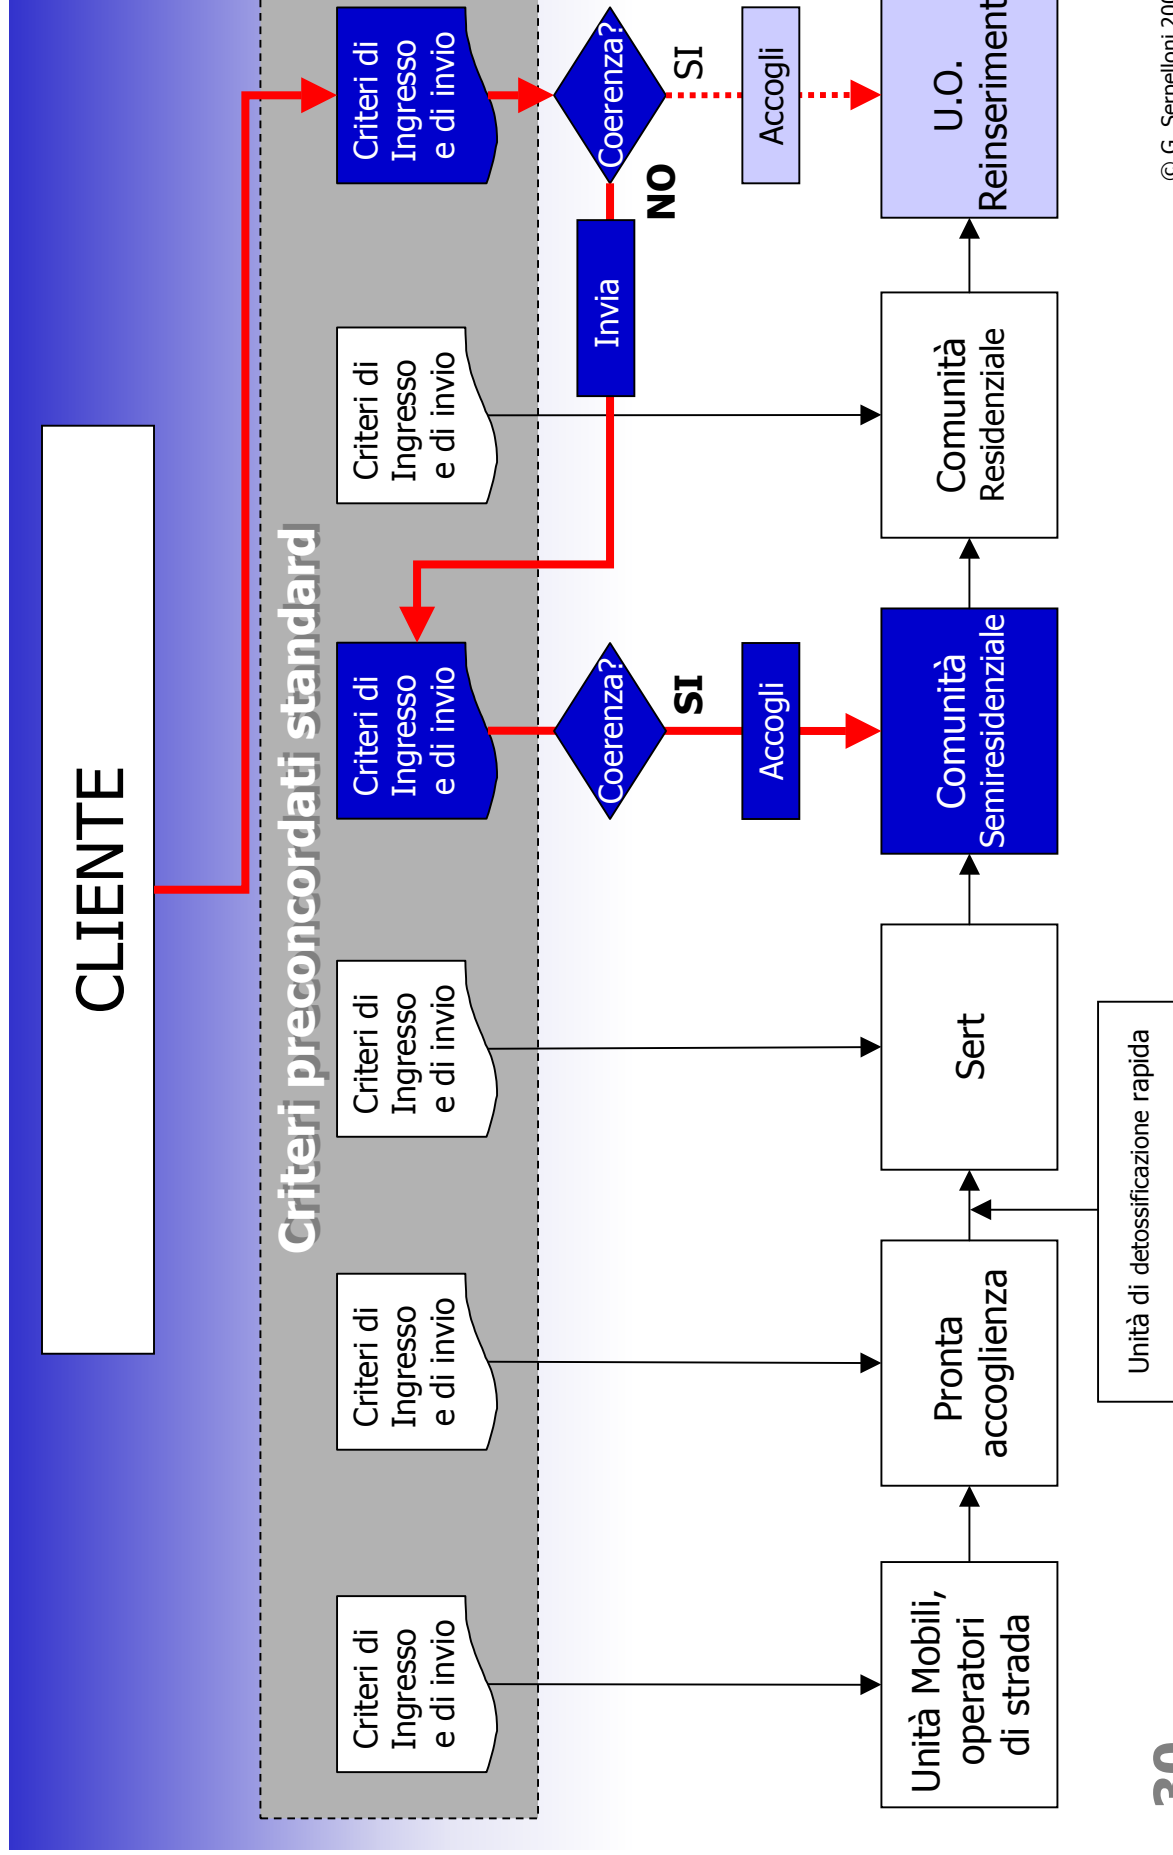 CLIENTE
Criteri preconcordati standard
Criteri di
Ingresso
e di invio
Criteri di
Ingresso
e di invio
Criteri di
Ingresso
e di invio
Criteri di
Ingresso
e di invio
Criteri di
Ingresso
e di invio
Criteri di
Ingresso
e di invio
Coerenza?
Invia
NO
Coerenza?
SI
SI
Accogli
Accogli
Unità Mobili,
operatori
di strada
Pronta
accoglienza
Sert
Comunità
Semiresidenziale
Comunità
Residenziale
U.O.
Reinseriment
Unità di detossificazione rapida
30
© G. Serpelloni 200